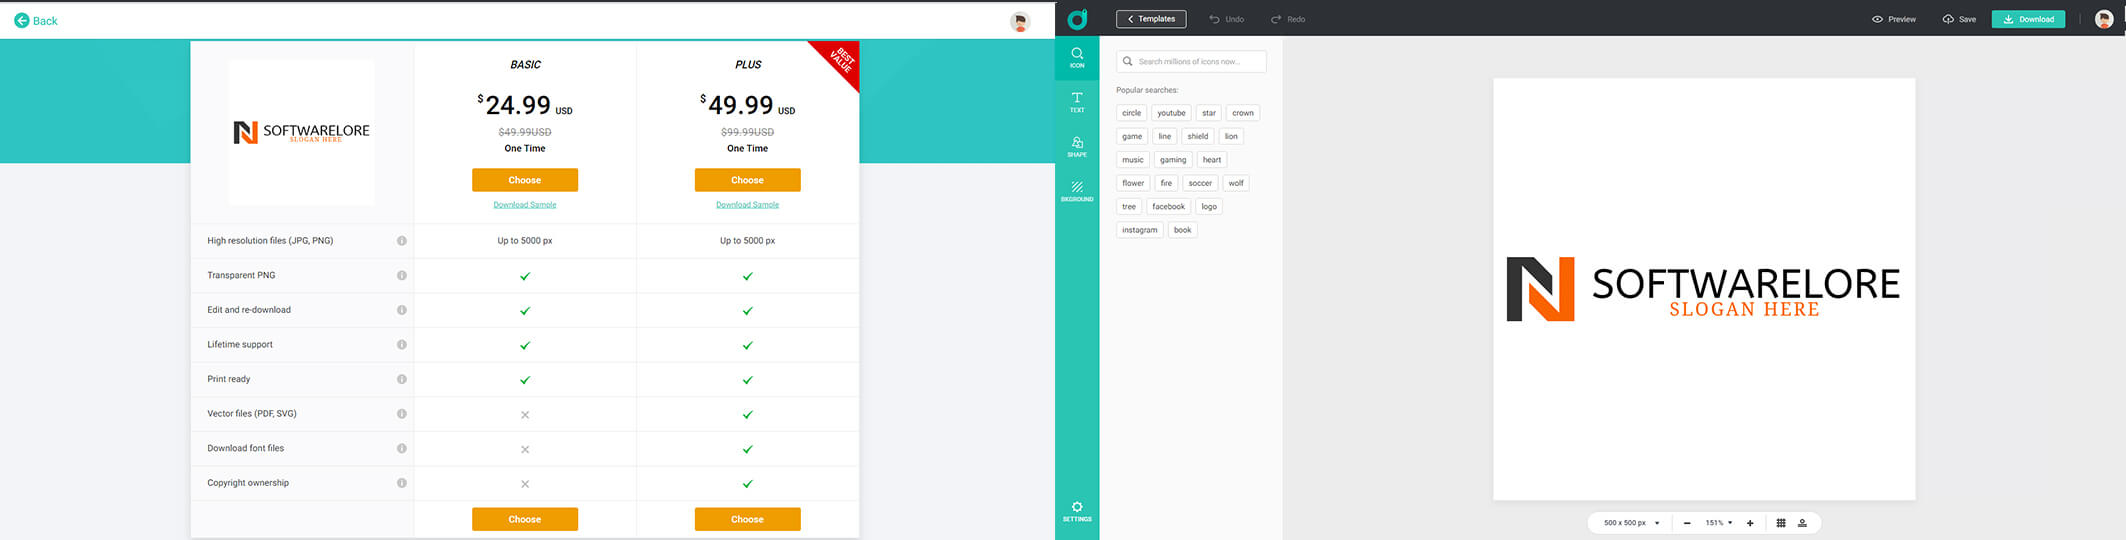 Back
BASIC
PLUS
BEST VALUE
$24.99 USD
$49.99 USD
$49.99USD
$99.99USD
One Time
One Time
Choose
Choose
Download Sample
Download Sample
SOFTWARELORE
SLOGAN HERE
High resolution files (JPG, PNG)
Up to 5000 px
Up to 5000 px
Transparent PNG
Edit and re-download
Lifetime support
Print ready
Vector files (PDF, SVG)
Download font files
Copyright ownership
Choose
Choose
Templates
Undo
Redo
Preview
Save
Download
ICON
TEXT
SHAPE
BKGROUND
SETTINGS
Search millions of icons now...
Popular searches:
circle youtube star crown
game line shield lion
music gaming heart
flower fire soccer wolf
tree facebook logo
instagram book
SOFTWARELORE
SLOGAN HERE
500 x 500 px
151%